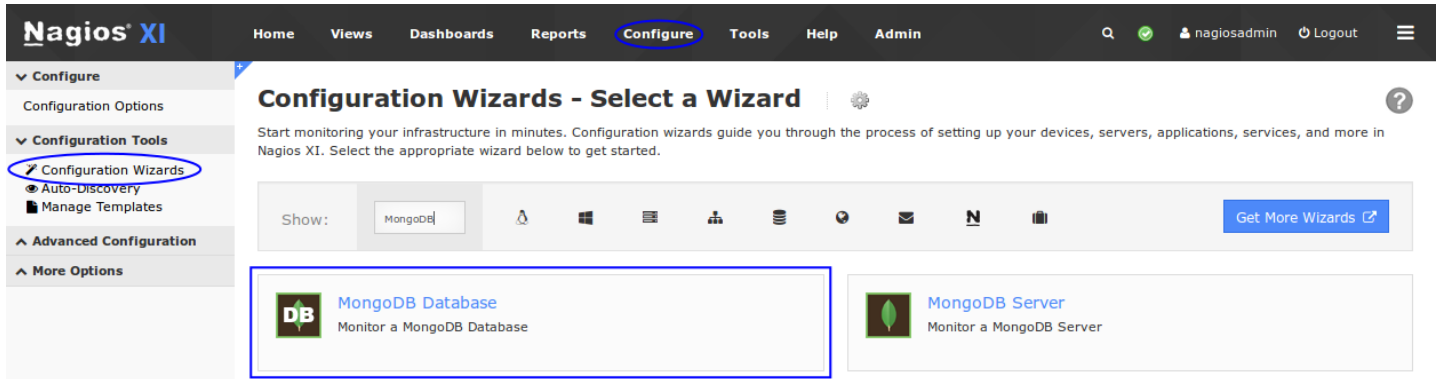 Nagios® XI
Home Views Dashboards Reports Configure Tools Help Admin nagiosadmin Logout
Configure
Configuration Options
Configuration Tools
Configuration Wizards
Auto-Discovery
Manage Templates
Advanced Configuration
More Options
Configuration Wizards - Select a Wizard
Start monitoring your infrastructure in minutes. Configuration wizards guide you through the process of setting up your devices, servers, applications, services, and more in
Nagios XI. Select the appropriate wizard below to get started.
Show: MongoDB N Get More Wizards
DB MongoDB Database
Monitor a MongoDB Database
MongoDB Server
Monitor a MongoDB Server